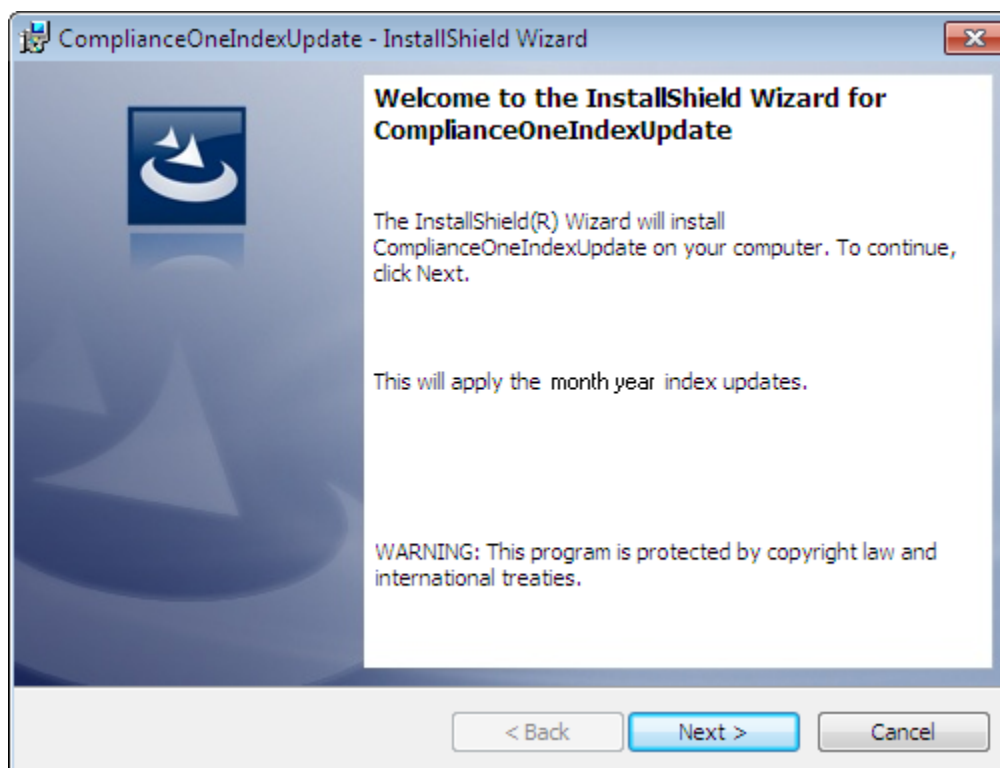 ComplianceOneIndexUpdate - InstallShield Wizard
Welcome to the InstallShield Wizard for
ComplianceOneIndexUpdate
The InstallShield(R) Wizard will install
ComplianceOneIndexUpdate on your computer. To continue,
click Next.
This will apply the month year index updates.
WARNING: This program is protected by copyright law and
international treaties.
< Back
Next >
Cancel